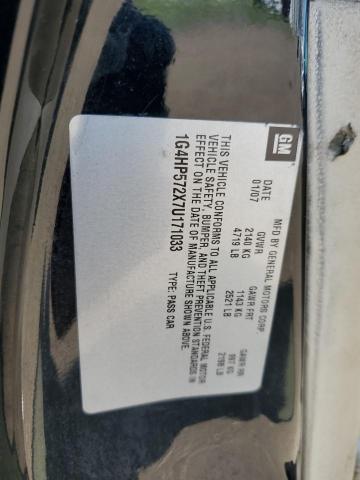 GM
MFD BY GENERAL MOTORS CORP
DATE GVWR GAWR FRT GAWR RR
01/07 2140 KG 1143 KG 997 KG
4719 LB 2521 LB 2198 LB
THIS VEHICLE CONFORMS TO ALL APPLICABLE U.S. FEDERAL MOTOR
VEHICLE SAFETY, BUMPER, AND THEFT PREVENTION STANDARDS IN
EFFECT ON THE DATE OF MANUFACTURE SHOWN ABOVE.
1G4HP572X7U171033 TYPE: PASS CAR